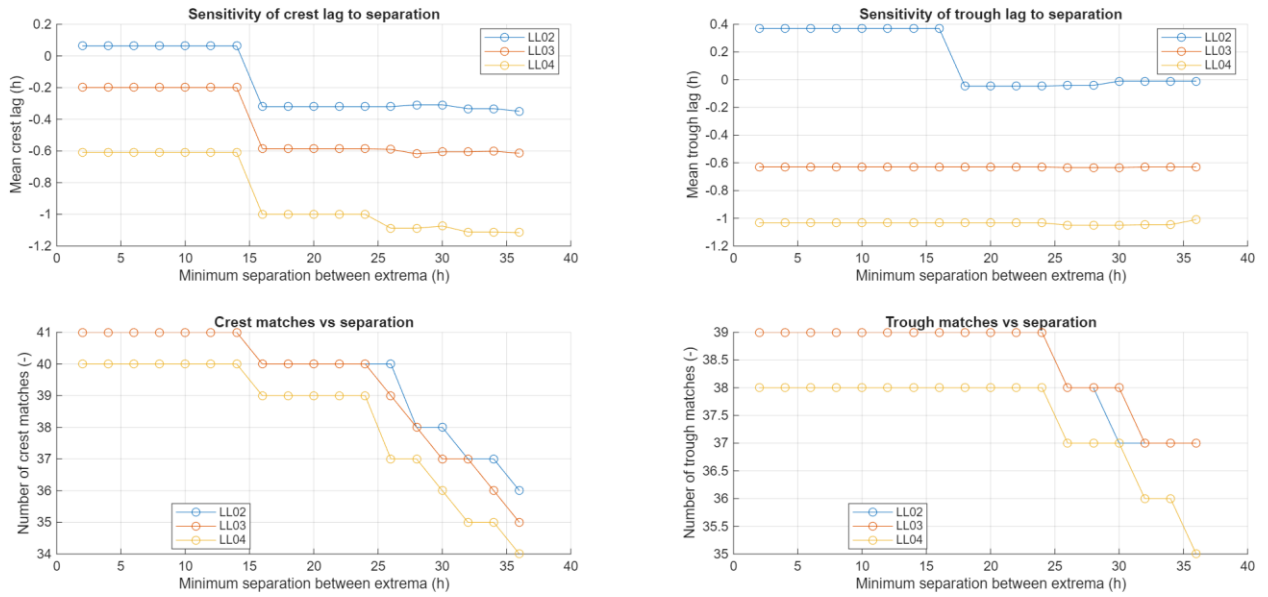 Sensitivity of crest lag to separation
Mean crest lag (h)
0.2
0
-0.2
-0.4
-0.6
-0.8
-1
-1.2
LL02
LL03
LL04
0 5 10 15 20 25 30 35 40
Minimum separation between extrema (h)
Sensitivity of trough lag to separation
Mean trough lag (h)
0.4
0.2
0
-0.2
-0.4
-0.6
-0.8
-1
-1.2
LL02
LL03
LL04
0 5 10 15 20 25 30 35 40
Minimum separation between extrema (h)
Crest matches vs separation
Number of crest matches (-)
41
40
39
38
37
36
35
34
LL02
LL03
LL04
0 5 10 15 20 25 30 35 40
Minimum separation between extrema (h)
Trough matches vs separation
Number of trough matches (-)
39
38.5
38
37.5
37
36.5
36
35.5
35
LL02
LL03
LL04
0 5 10 15 20 25 30 35 40
Minimum separation between extrema (h)